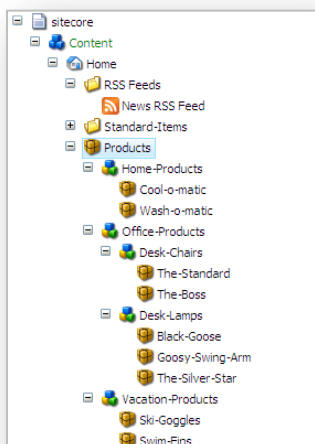 sitecore
Content
Home
RSS Feeds
News RSS Feed
Standard-Items
Products
Home-Products
Cool-o-matic
Wash-o-matic
Office-Products
Desk-Chairs
The-Standard
The-Boss
Desk-Lamps
Black-Goose
Goosy-Swing-Arm
The-Silver-Star
Vacation-Products
Ski-Goggles
Swim-Fins